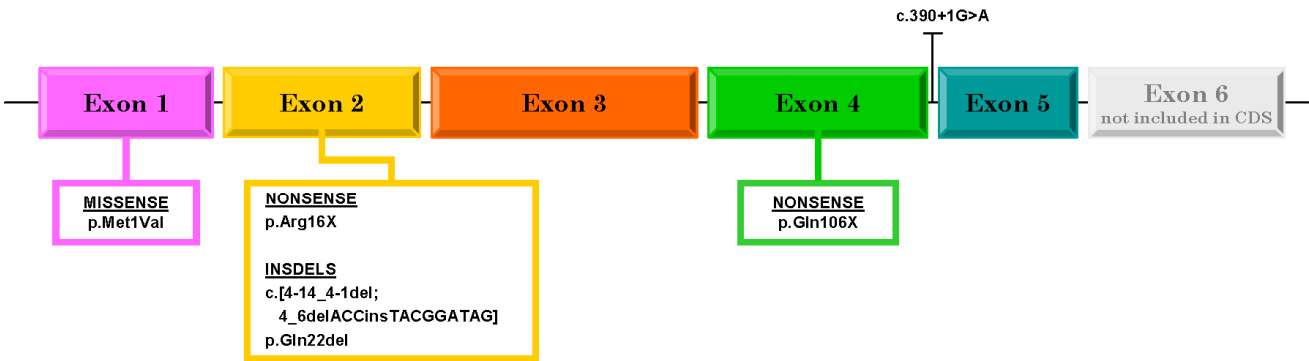 c.390+1G>A
Exon 1
Exon 2
Exon 3
Exon 4
Exon 5
Exon 6
not included in CDS
MISSENSE
p.Met1Val
NONSENSE
p.Arg16X
INSDELS
c.[4-14_4-1del;
4_6delACCinsTACGGATAG]
p.Gln22del
NONSENSE
p.Gln106X